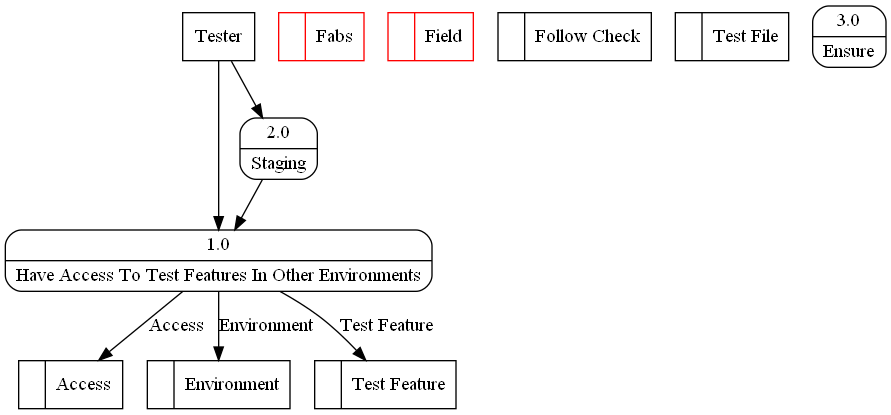 Tester
Fabs
Field
Follow Check
Test File
3.0
Ensure
2.0
Staging
1.0
Have Access To Test Features In Other Environments
Access
Environment
Test Feature
Access
Environment
Test Feature